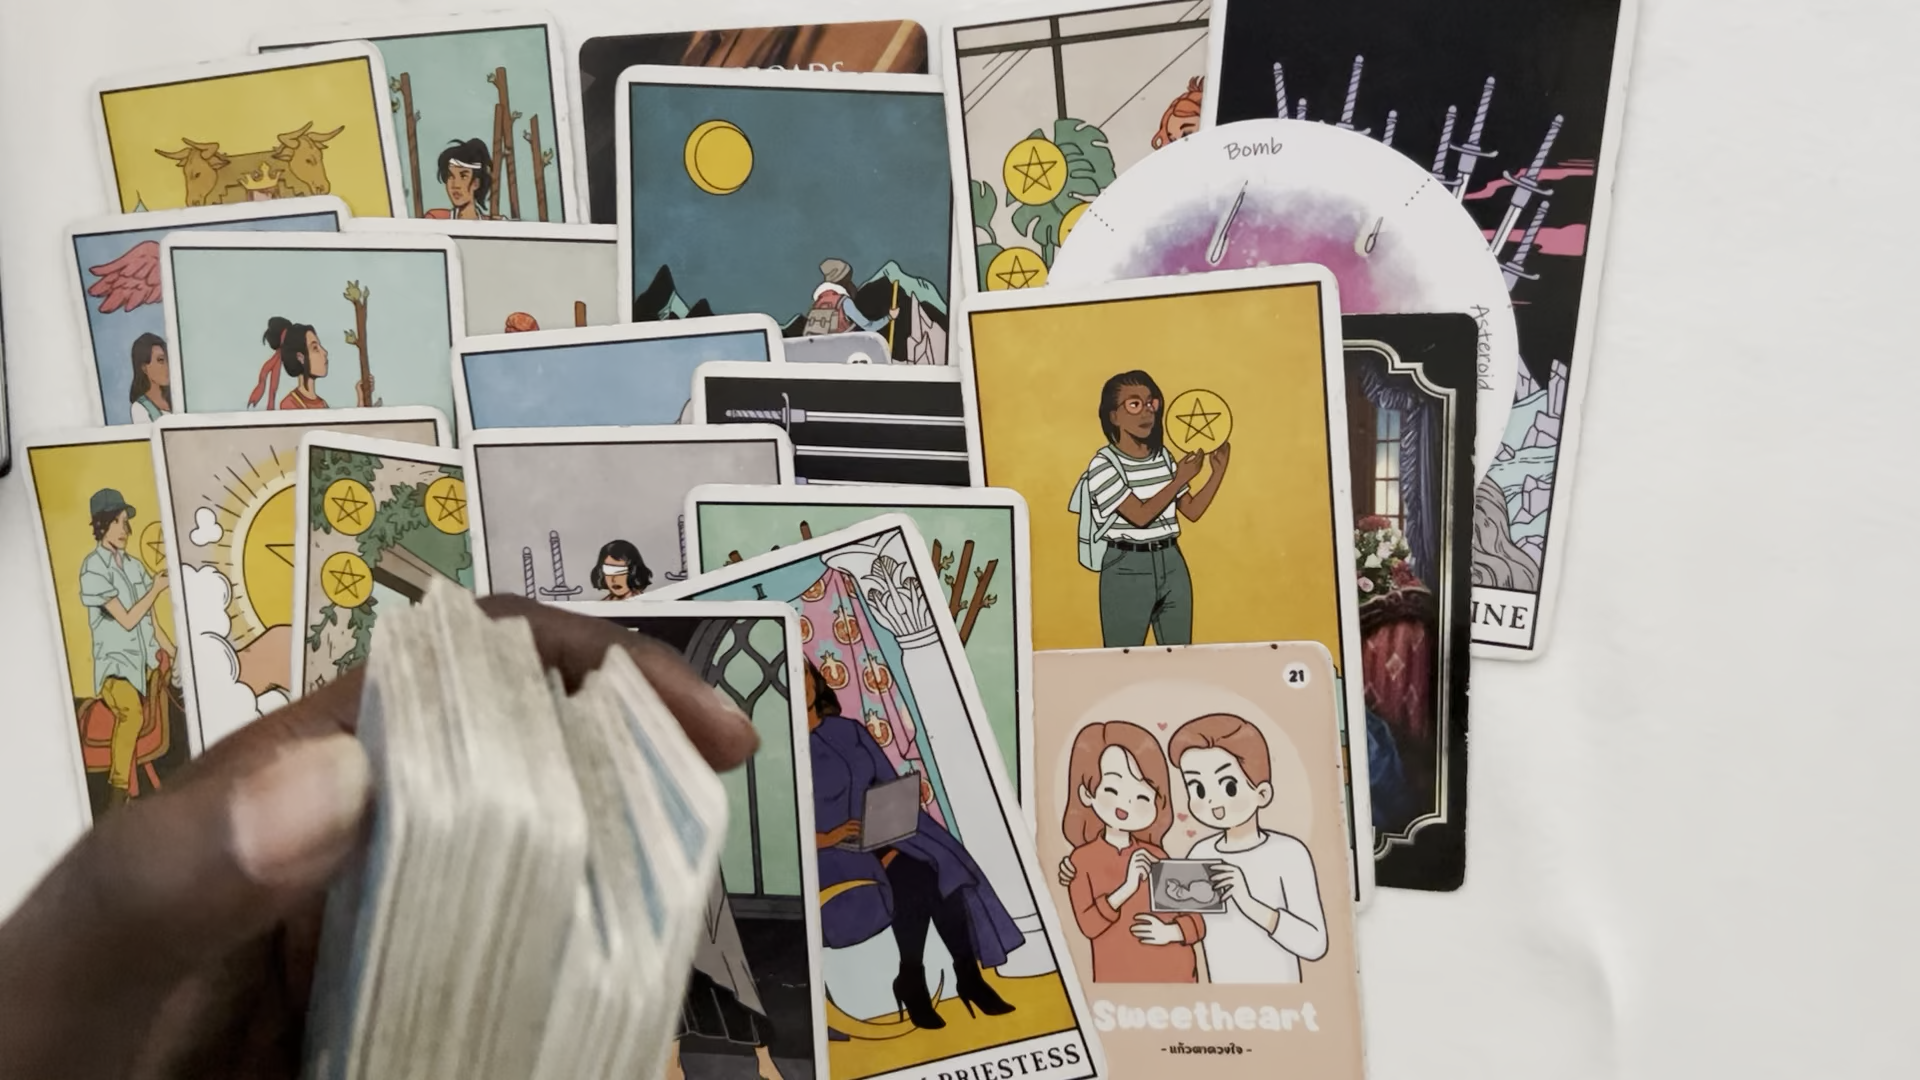 Bomb
Asteroid
INE
21
I
PRIESTESS
Sweetheart
- แก้วตาดวงใจ -